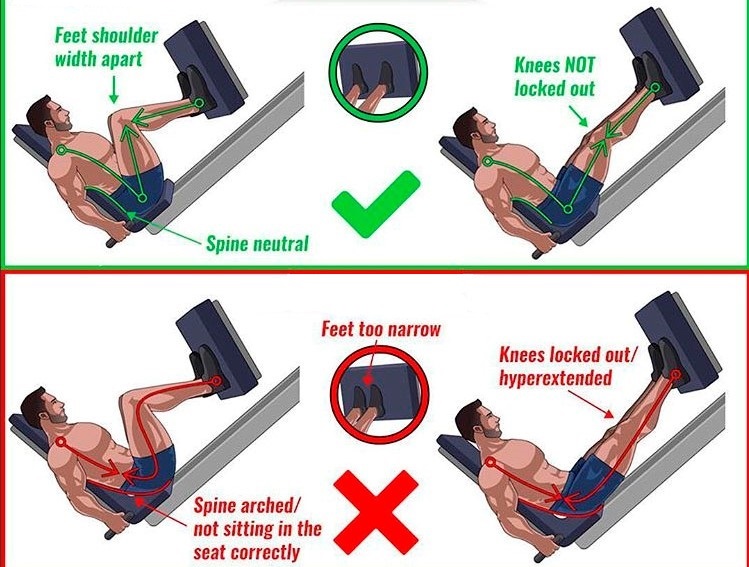 Feet shoulder
width apart
Knees NOT
locked out
Spine neutral
Feet too narrow
Knees locked out/
hyperextended
Spine arched/
not sitting in the
seat correctly